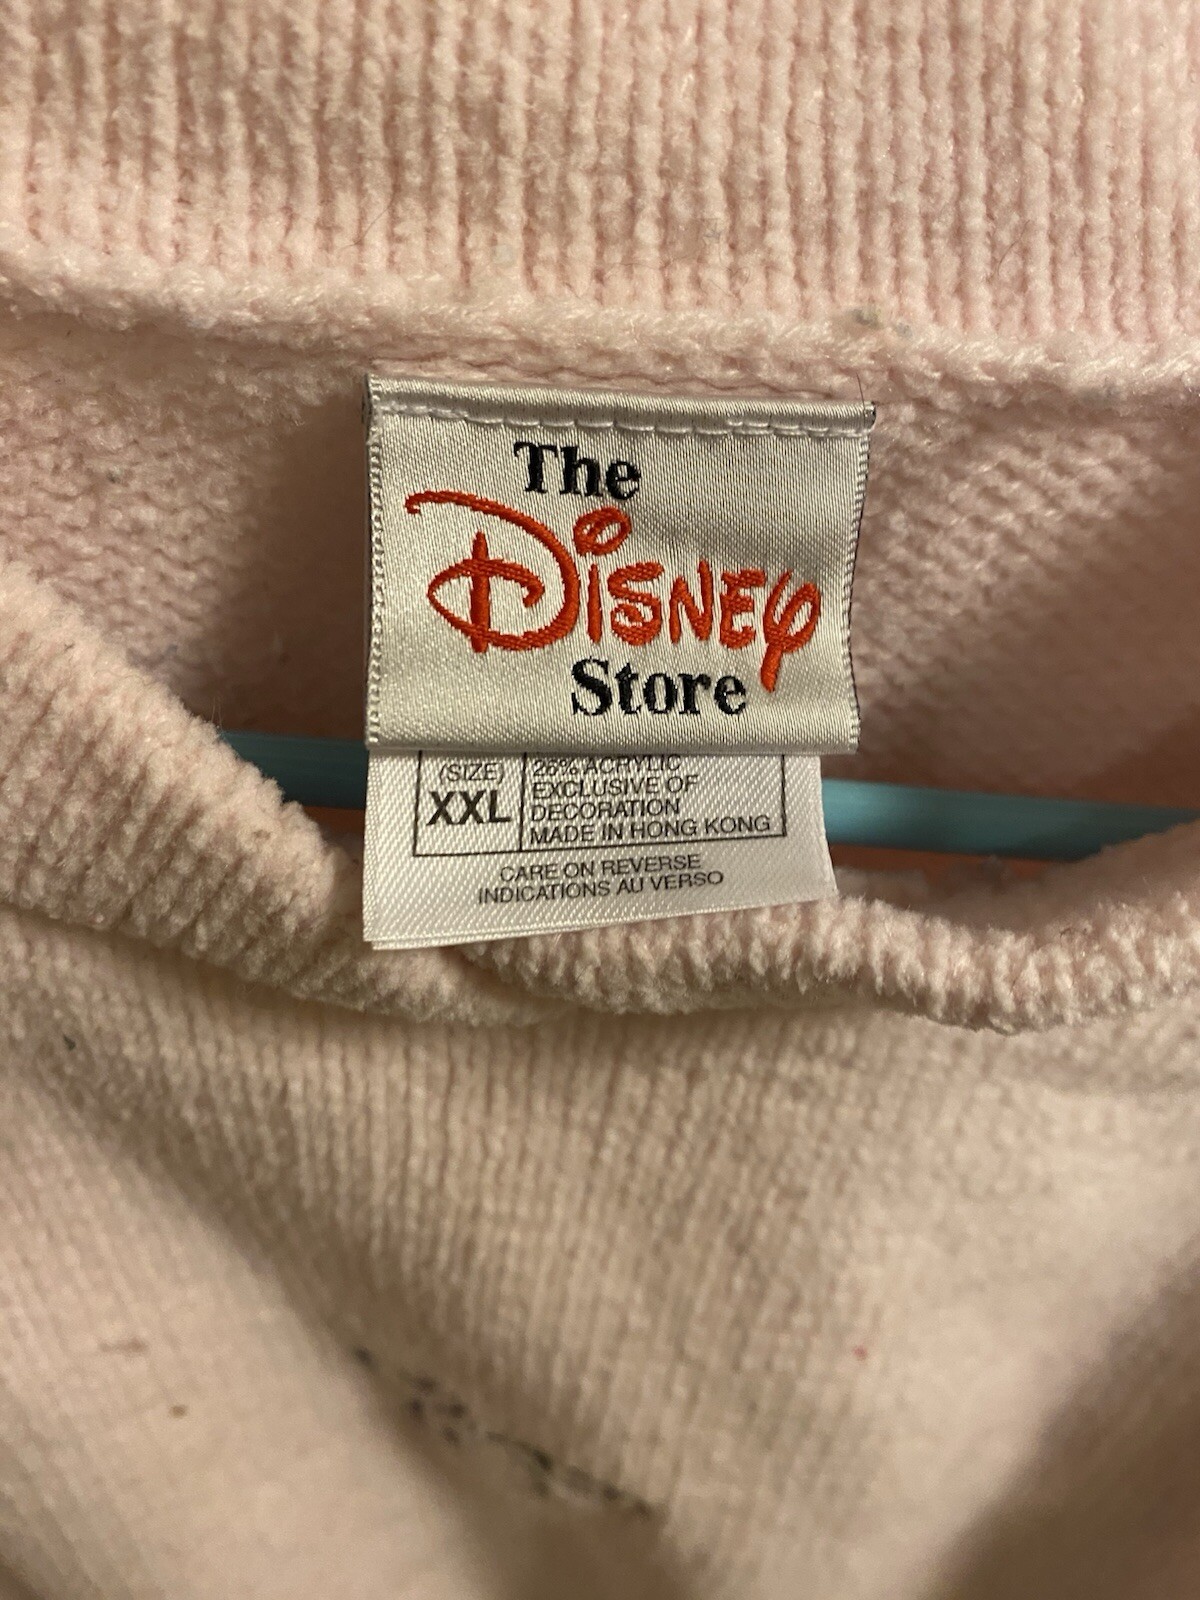 The
Disney
Store
(SIZE)
XXL
26% ACRYLIC
EXCLUSIVE OF
DECORATION
MADE IN HONG KONG
CARE ON REVERSE
INDICATIONS AU VERSO